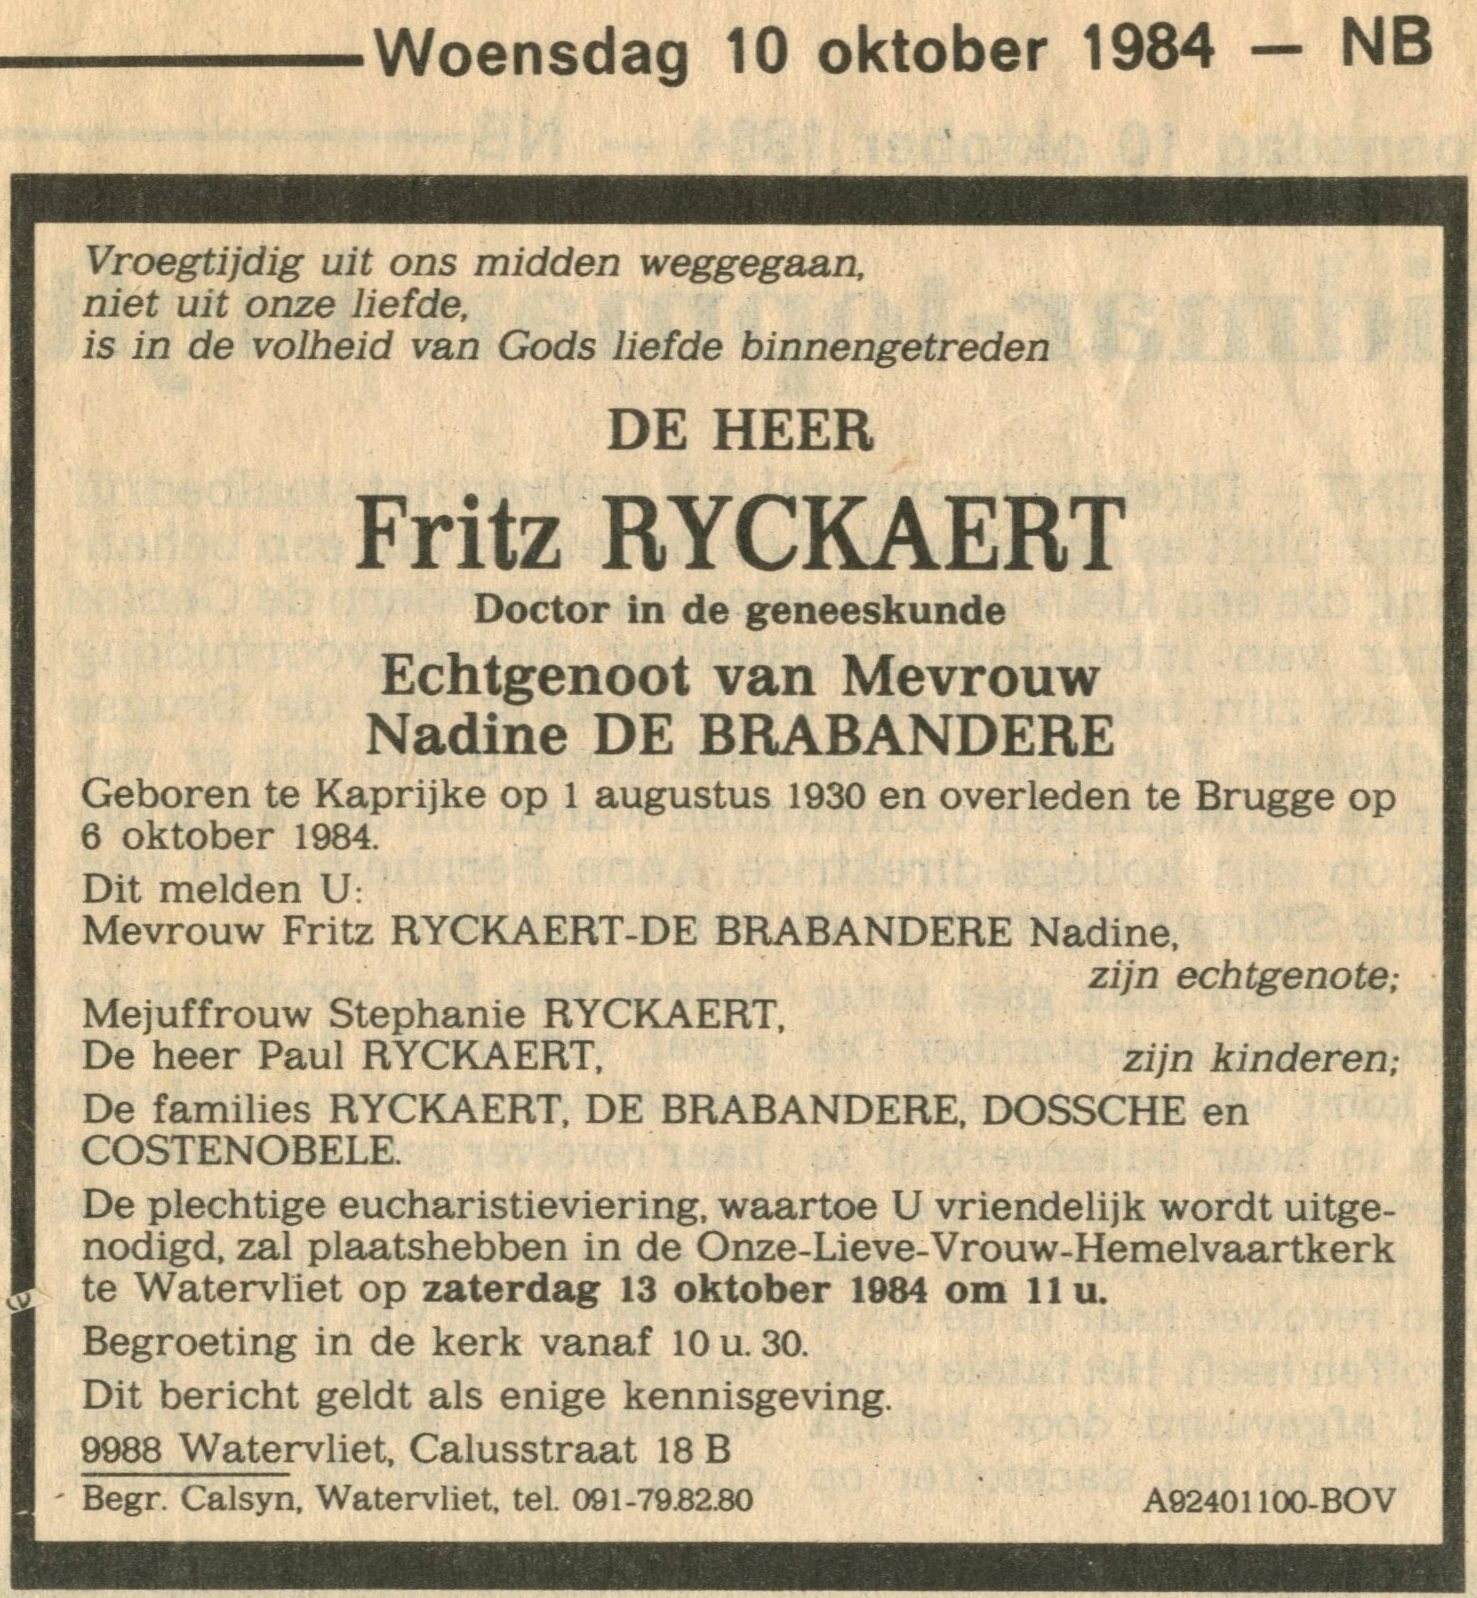 Woensdag 10 oktober 1984 — NB
Vroegtijdig uit ons midden weggegaan,
niet uit onze liefde,
is in de volheid van Gods liefde binnengetreden
DE HEER
Fritz RYCKAERT
Doctor in de geneeskunde
Echtgenoot van Mevrouw
Nadine DE BRABANDERE
Geboren te Kaprijke op 1 augustus 1930 en overleden te Brugge op
6 oktober 1984.
Dit melden U:
Mevrouw Fritz RYCKAERT-DE BRABANDERE Nadine,
zijn echtgenote;
Mejuffrouw Stephanie RYCKAERT,
De heer Paul RYCKAERT, zijn kinderen;
De families RYCKAERT, DE BRABANDERE, DOSSCHE en
COSTENOBELE.
De plechtige eucharistieviering, waartoe U vriendelijk wordt uitge-
nodigd, zal plaatshebben in de Onze-Lieve-Vrouw-Hemelvaartkerk
te Watervliet op zaterdag 13 oktober 1984 om 11 u.
Begroeting in de kerk vanaf 10 u. 30.
Dit bericht geldt als enige kennisgeving.
9988 Watervliet, Calusstraat 18 B
Begr. Calsyn, Watervliet, tel. 091-79.82.80 A92401100-BOV